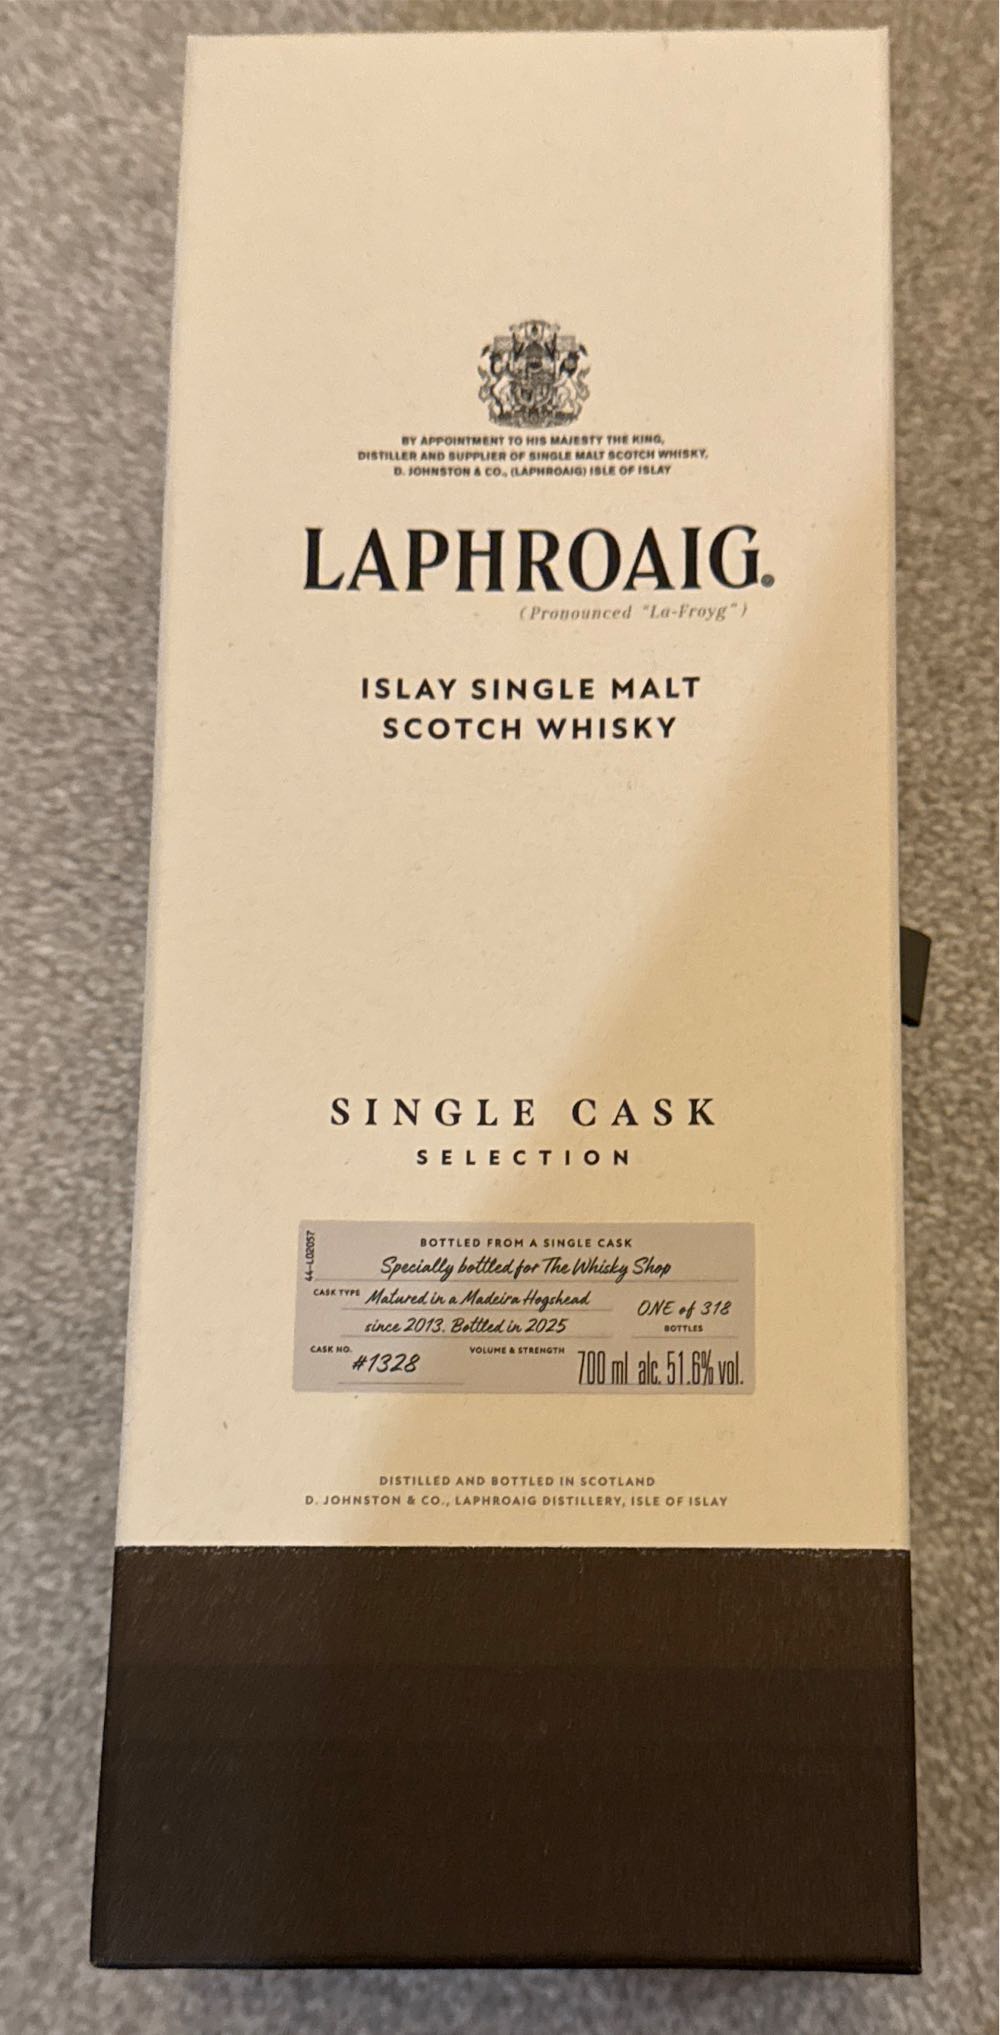 BY APPOINTMENT TO HIS MAJESTY THE KING,
DISTILLER AND SUPPLIER OF SINGLE MALT SCOTCH WHISKY,
D. JOHNSTON & CO., (LAPHROAIG) ISLE OF ISLAY
LAPHROAIG®
(Pronounced "La-Froyg")
ISLAY SINGLE MALT
SCOTCH WHISKY
SINGLE CASK
SELECTION
44-L02057
BOTTLED FROM A SINGLE CASK
Specially bottled for The Whisky Shop
CASK TYPE Matured in a Madeira Hogshead
since 2013. Bottled in 2025
ONE of 318
BOTTLES
CASK NO. #1328
VOLUME & STRENGTH 700 ml alc. 51.6% vol.
DISTILLED AND BOTTLED IN SCOTLAND
D. JOHNSTON & CO., LAPHROAIG DISTILLERY, ISLE OF ISLAY